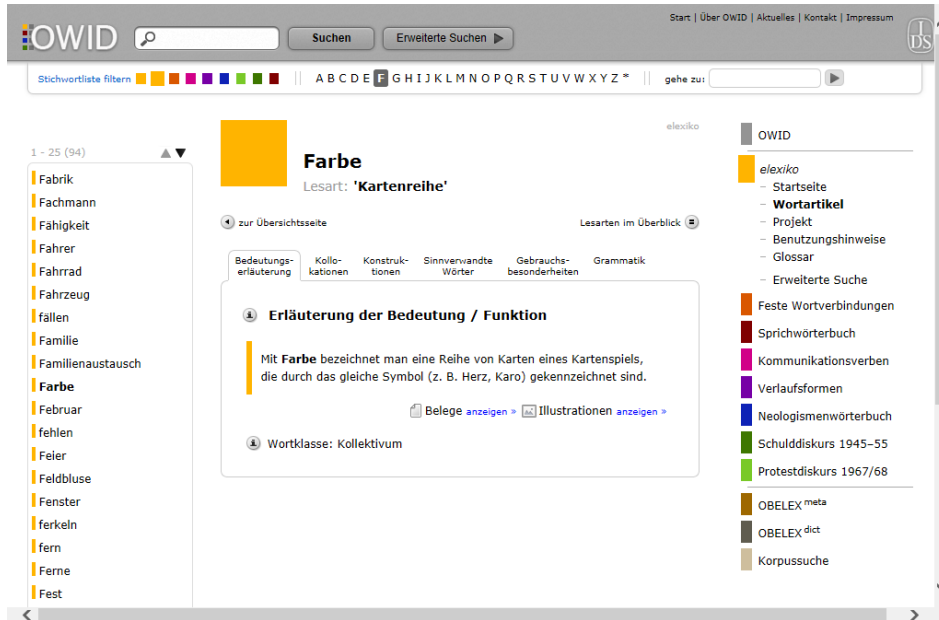 Start | Über OWID | Aktuelles | Kontakt | Impressum
OWID
Suchen
Erweiterte Suchen
IDS
Stichwortliste filtern
A B C D E F G H I J K L M N O P Q R S T U V W X Y Z *
gehe zu:
1 - 25 (94)
Fabrik
Fachmann
Fähigkeit
Fahrer
Fahrrad
Fahrzeug
fällen
Familie
Familienaustausch
Farbe
Februar
fehlen
Feier
Feldbluse
Fenster
ferkeln
fern
Ferne
Fest
elexiko
Farbe
Lesart: 'Kartenreihe'
zur Übersichtsseite
Lesarten im Überblick
Bedeutungs-
erläuterung
Kollo-
kationen
Konstruk-
tionen
Sinnverwandte
Wörter
Gebrauchs-
besonderheiten
Grammatik
Erläuterung der Bedeutung / Funktion
Mit Farbe bezeichnet man eine Reihe von Karten eines Kartenspiels,
die durch das gleiche Symbol (z. B. Herz, Karo) gekennzeichnet sind.
Belege anzeigen » Illustrationen anzeigen »
Wortklasse: Kollektivum
OWID
elexiko
– Startseite
– Wortartikel
– Projekt
– Benutzungshinweise
– Glossar
– Erweiterte Suche
Feste Wortverbindungen
Sprichwörterbuch
Kommunikationsverben
Verlaufsformen
Neologismenwörterbuch
Schulddiskurs 1945–55
Protestdiskurs 1967/68
OBELEX meta
OBELEX dict
Korpussuche